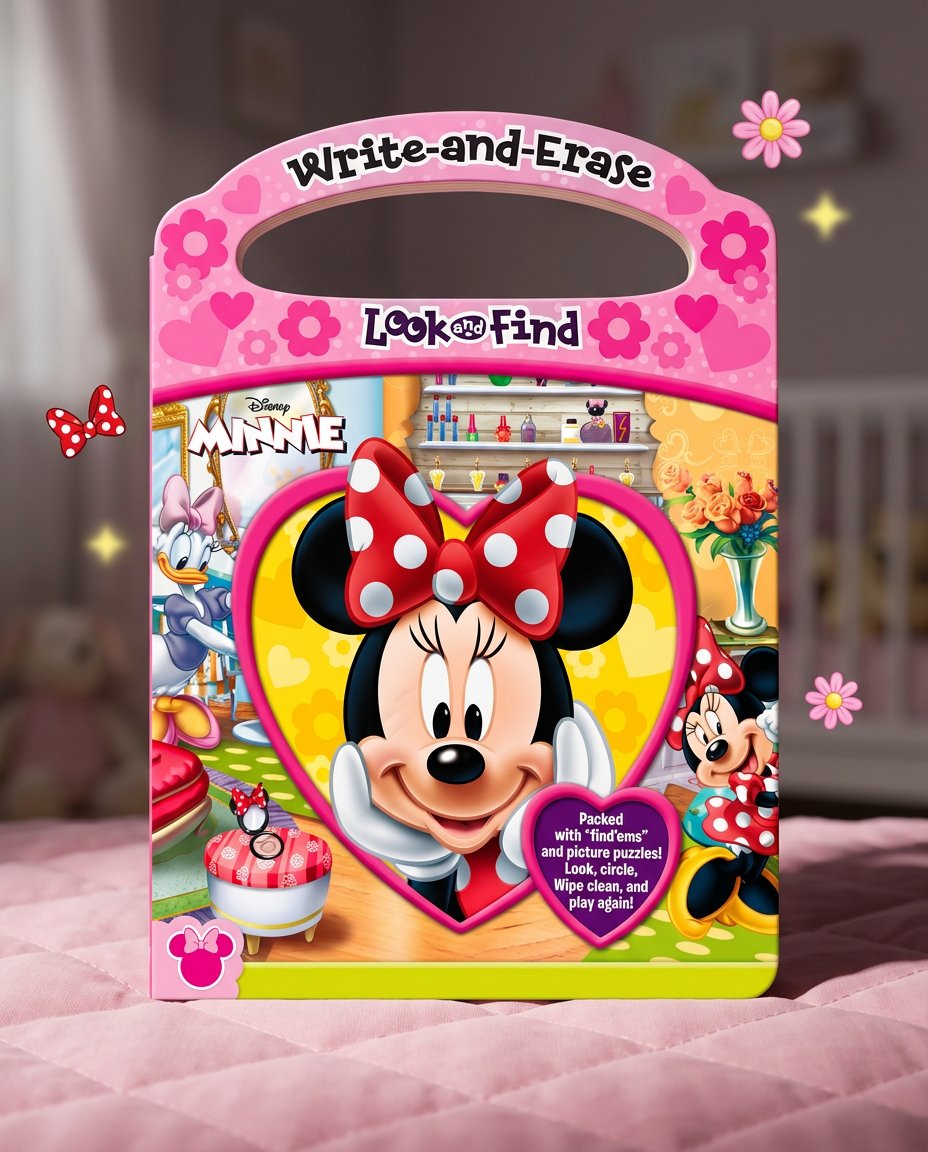 Write-and-Erase
Look and Find
Disney
MINNIE
Packed
with "find'ems"
and picture puzzles!
Look, circle,
Wipe clean, and
play again!